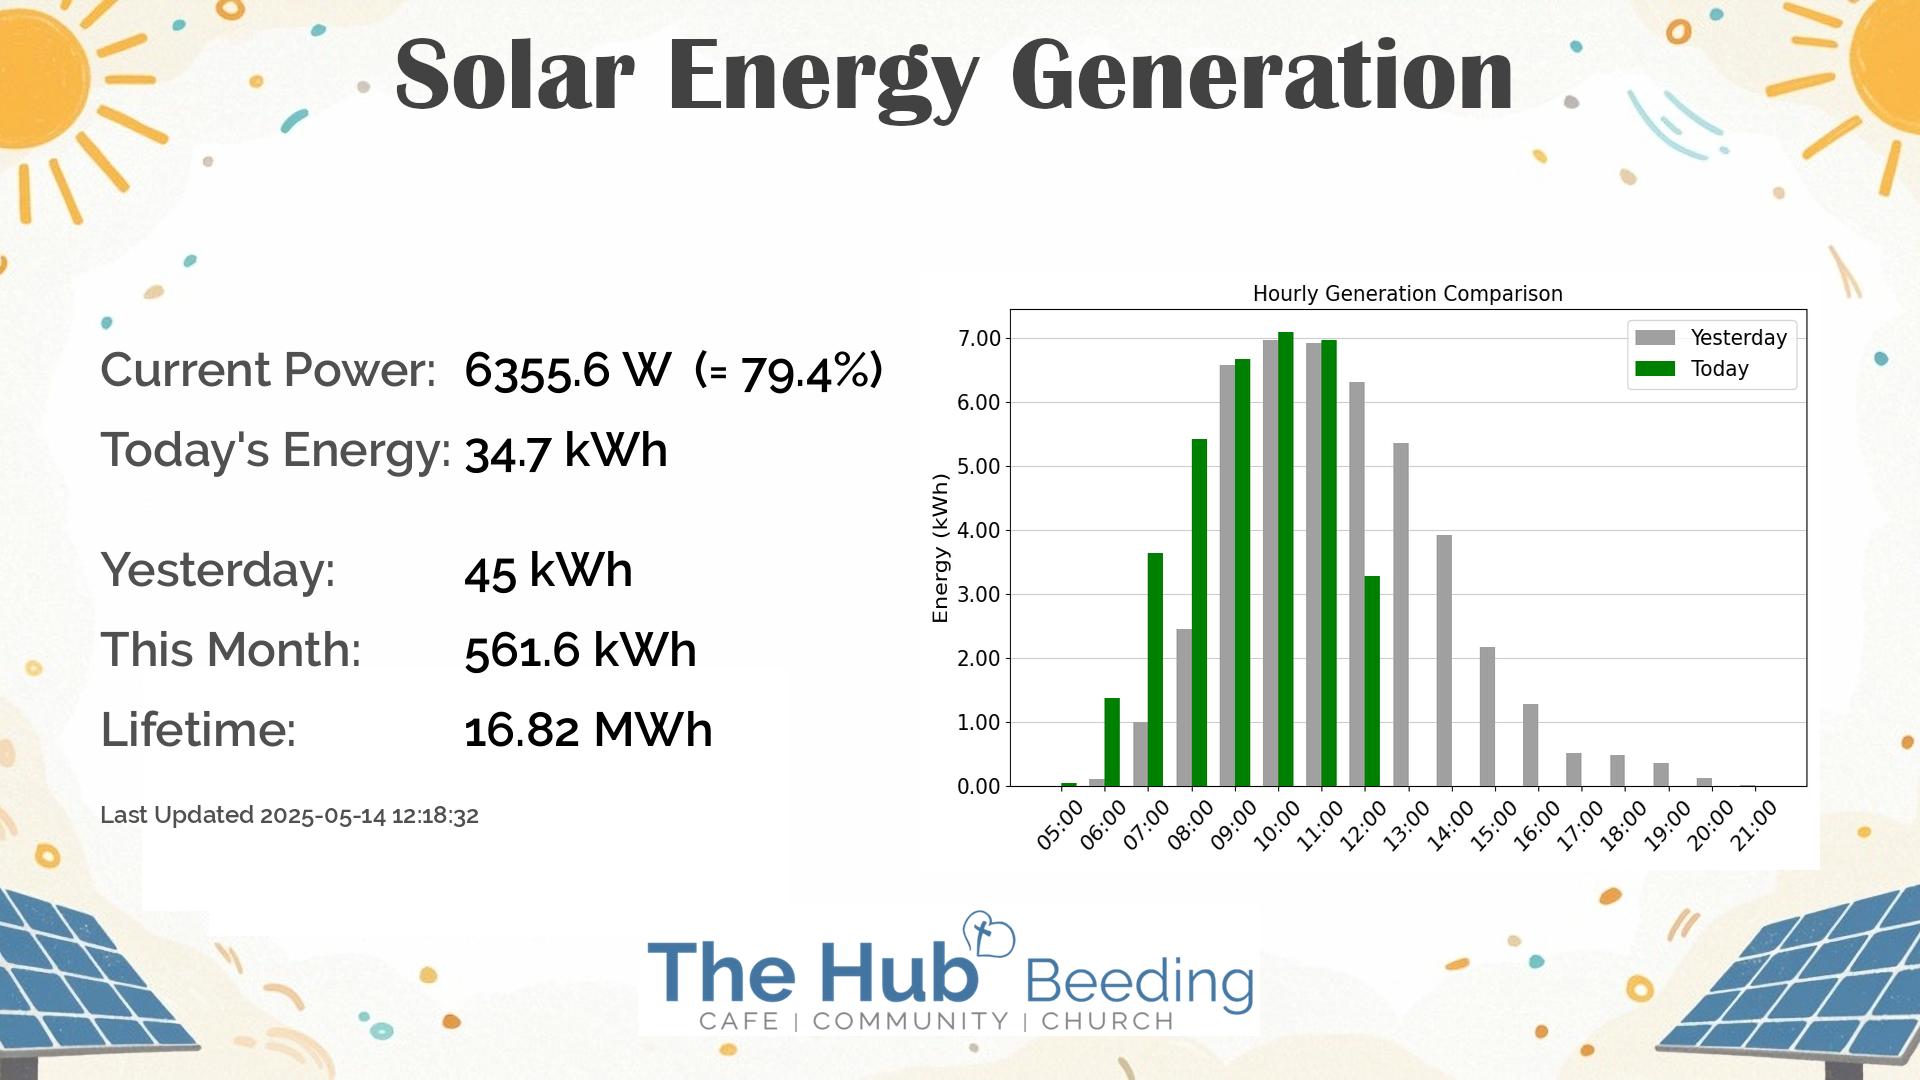 Solar Energy Generation
Current Power: 6355.6 W (= 79.4%)
Today's Energy: 34.7 kWh
Yesterday: 45 kWh
This Month: 561.6 kWh
Lifetime: 16.82 MWh
Last Updated 2025-05-14 12:18:32
Hourly Generation Comparison
Yesterday
Today
Energy (kWh)
7.00
6.00
5.00
4.00
3.00
2.00
1.00
0.00
05:00 06:00 07:00 08:00 09:00 10:00 11:00 12:00 13:00 14:00 15:00 16:00 17:00 18:00 19:00 20:00 21:00
The Hub Beeding
CAFE | COMMUNITY | CHURCH